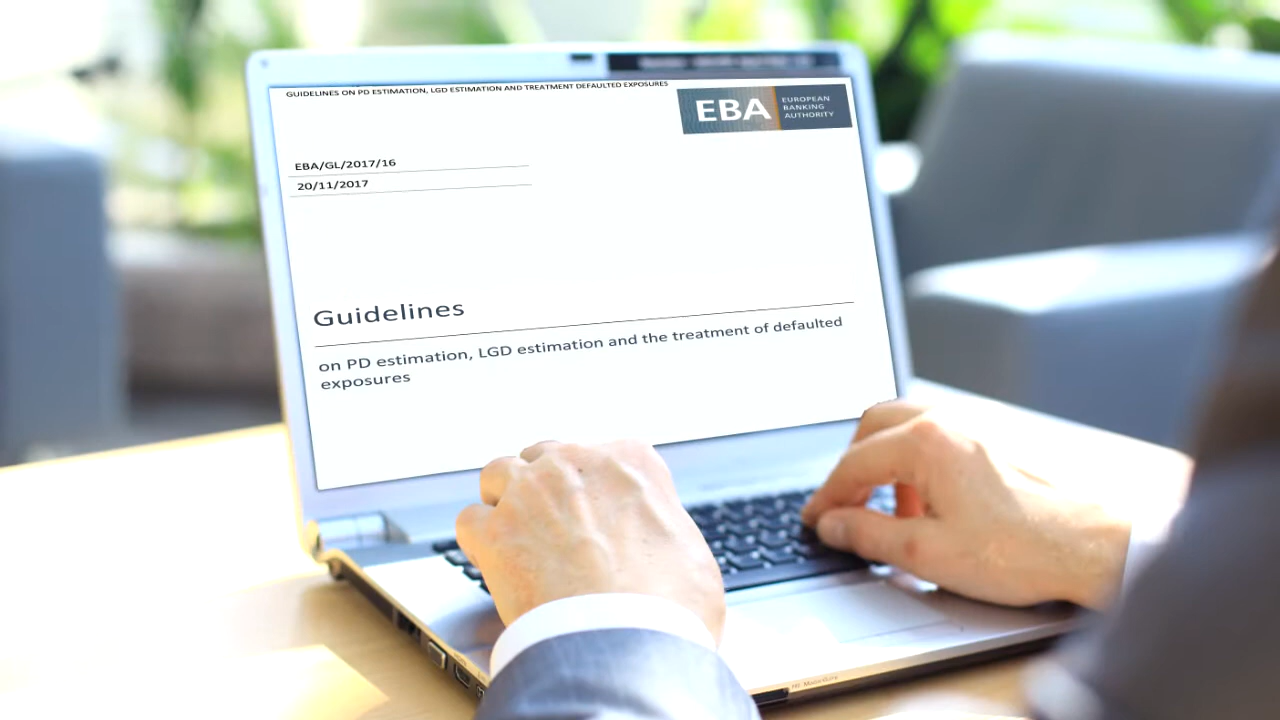 GUIDELINES ON PD ESTIMATION, LGD ESTIMATION AND TREATMENT DEFAULTED EXPOSURES
EBA
EUROPEAN
BANKING
AUTHORITY
EBA/GL/2017/16
20/11/2017
Guidelines
on PD estimation, LGD estimation and the treatment of defaulted
exposures